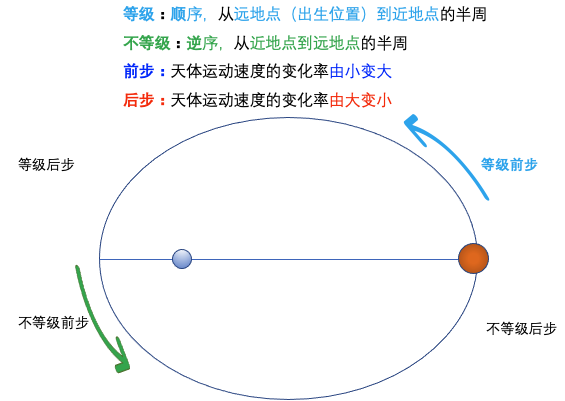 等级：顺序，从远地点（出生位置）到近地点的半周
不等级：逆序，从近地点到远地点的半周
前步：天体运动速度的变化率由小变大
后步：天体运动速度的变化率由大变小
等级后步
等级前步
不等级前步
不等级后步